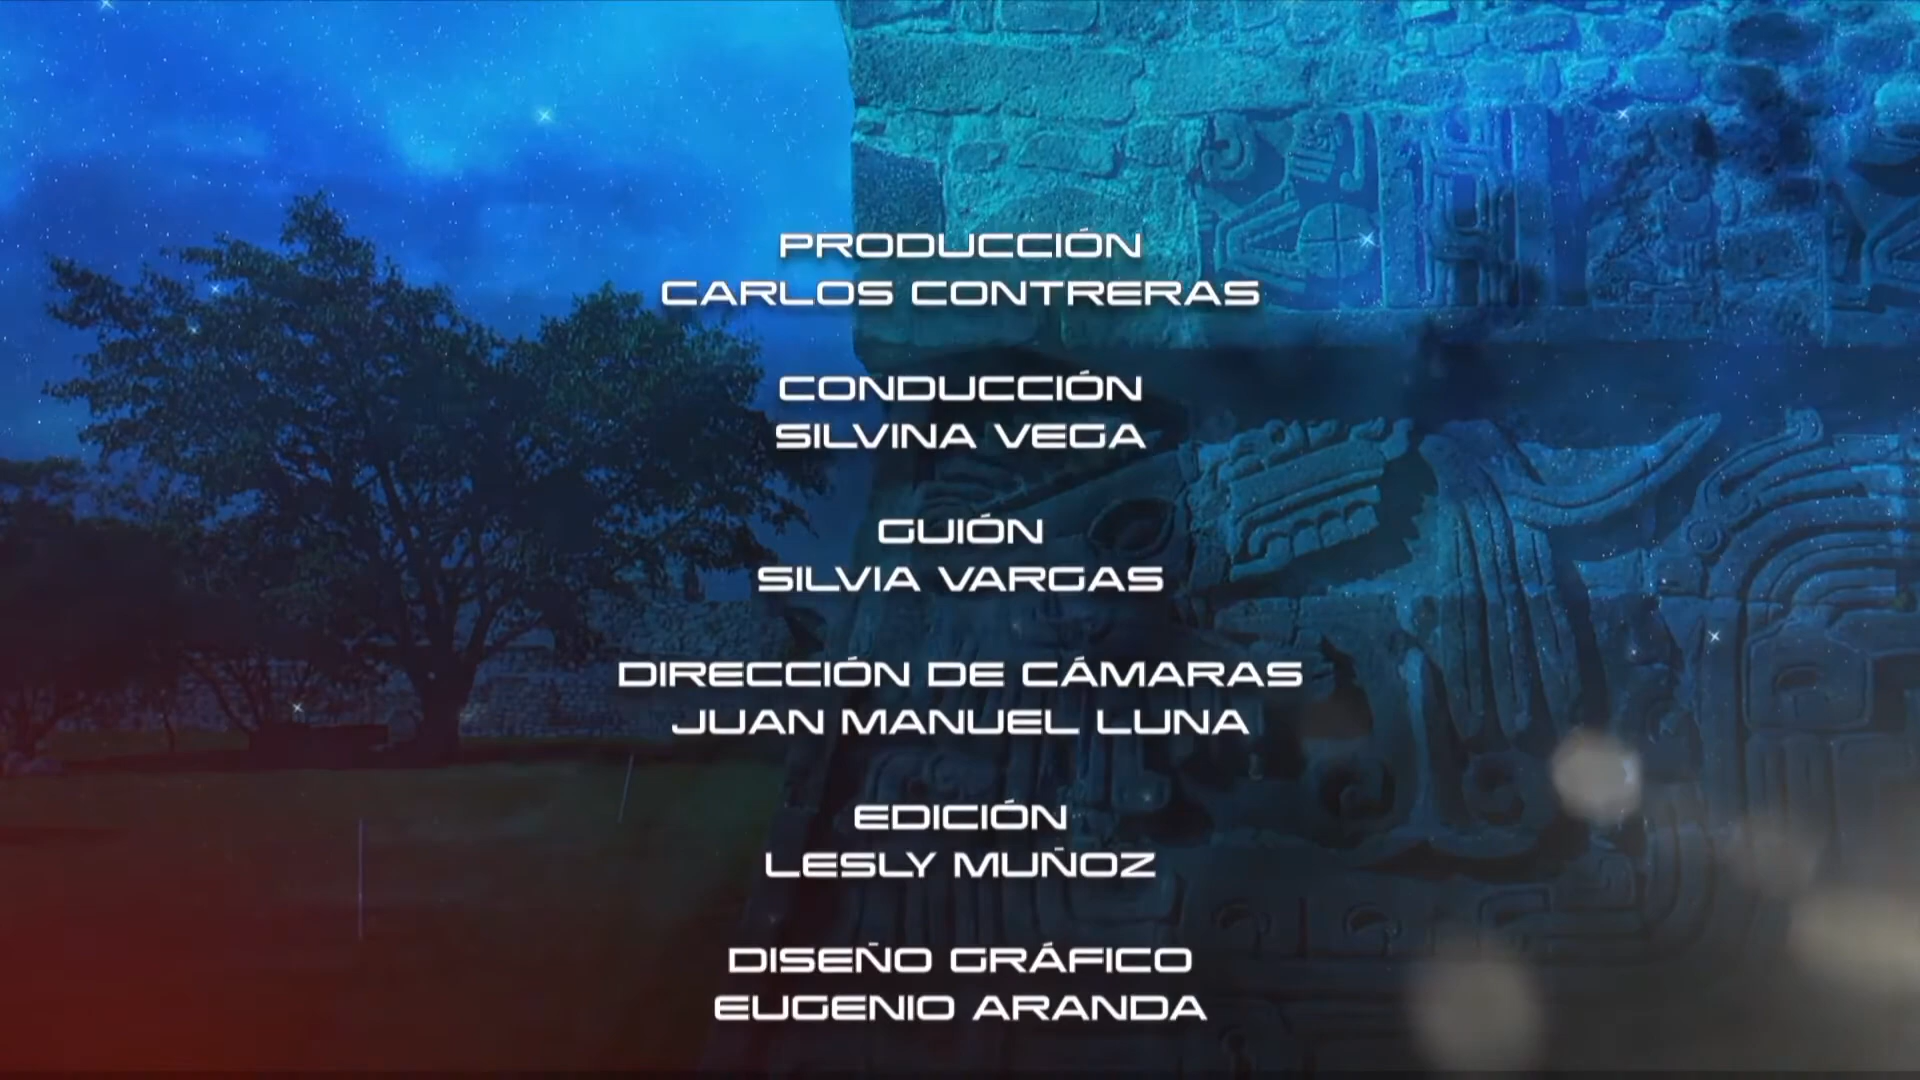 PRODUCCIÓN
CARLOS CONTRERAS
CONDUCCIÓN
SILVINA VEGA
GUIÓN
SILVIA VARGAS
DIRECCIÓN DE CÁMARAS
JUAN MANUEL LUNA
EDICIÓN
LESLY MUÑOZ
DISEÑO GRÁFICO
EUGENIO ARANDA